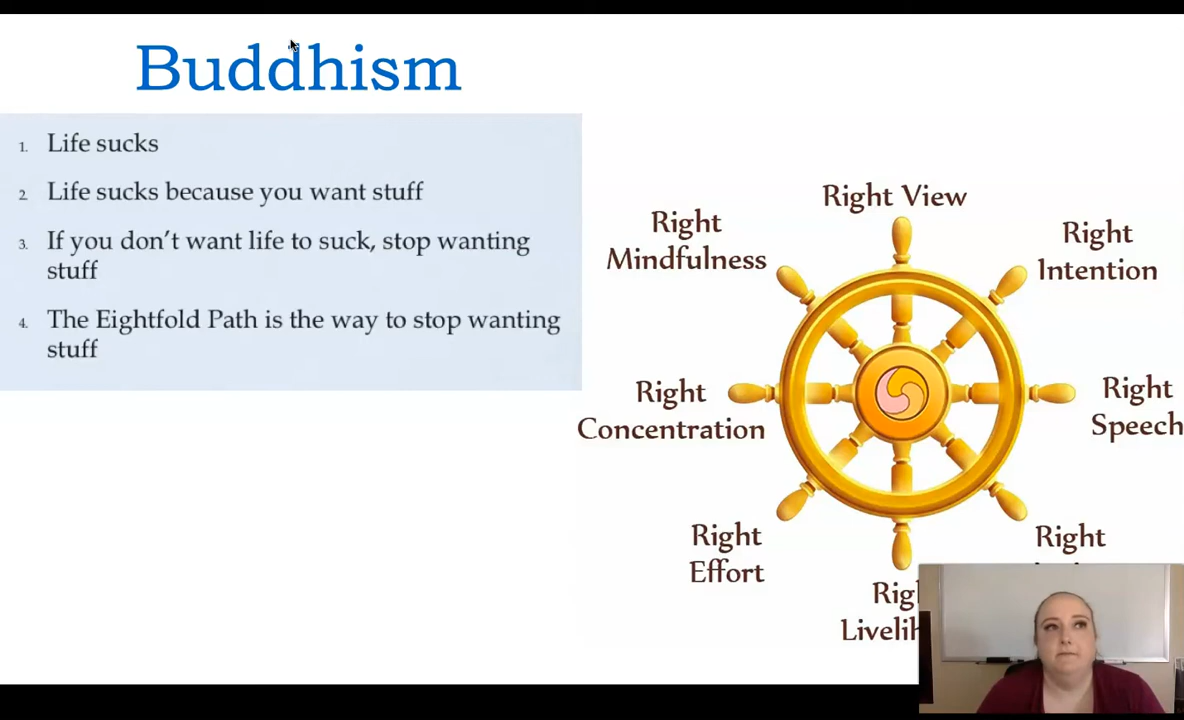 Buddhism
1. Life sucks
2. Life sucks because you want stuff
3. If you don't want life to suck, stop wanting
stuff
4. The Eightfold Path is the way to stop wanting
stuff
Right View
Right
Mindfulness
Right
Intention
Right
Concentration
Right
Speech
Right
Effort
Right